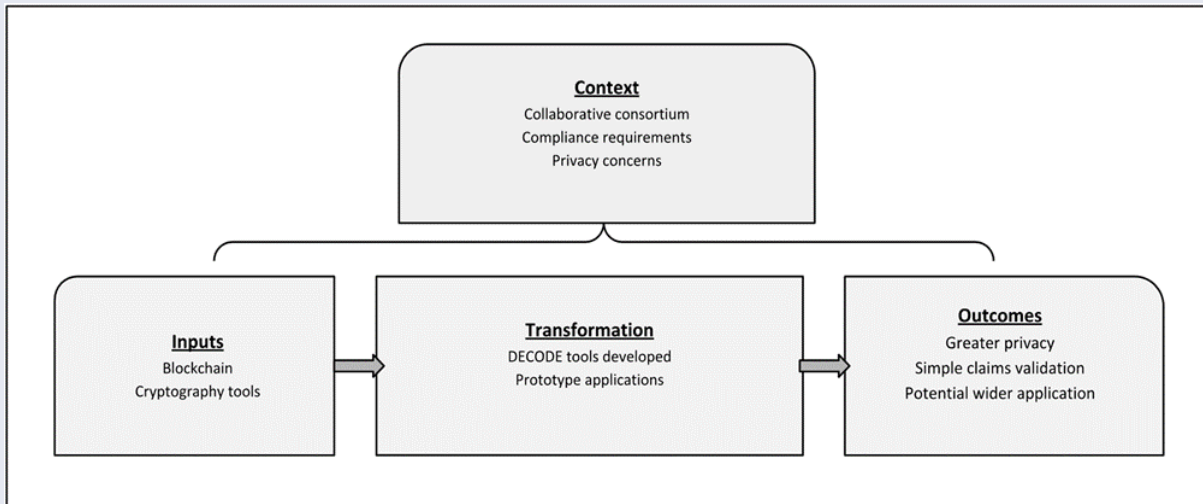 Context
Collaborative consortium
Compliance requirements
Privacy concerns
Inputs
Blockchain
Cryptography tools
Transformation
DECODE tools developed
Prototype applications
Outcomes
Greater privacy
Simple claims validation
Potential wider application